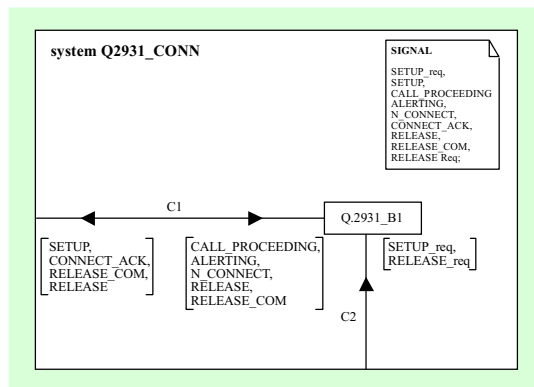 system Q2931_CONN
SIGNAL
SETUP_req,
SETUP,
CALL_PROCEEDING
ALERTING,
N_CONNECT,
CONNECT_ACK,
RELEASE,
RELEASE_COM,
RELEASE Req;
C1
Q.2931_B1
SETUP,
CONNECT_ACK,
RELEASE_COM,
RELEASE
CALL_PROCEEDING,
ALERTING,
N_CONNECT,
RELEASE,
RELEASE_COM
SETUP_req,
RELEASE_req
C2